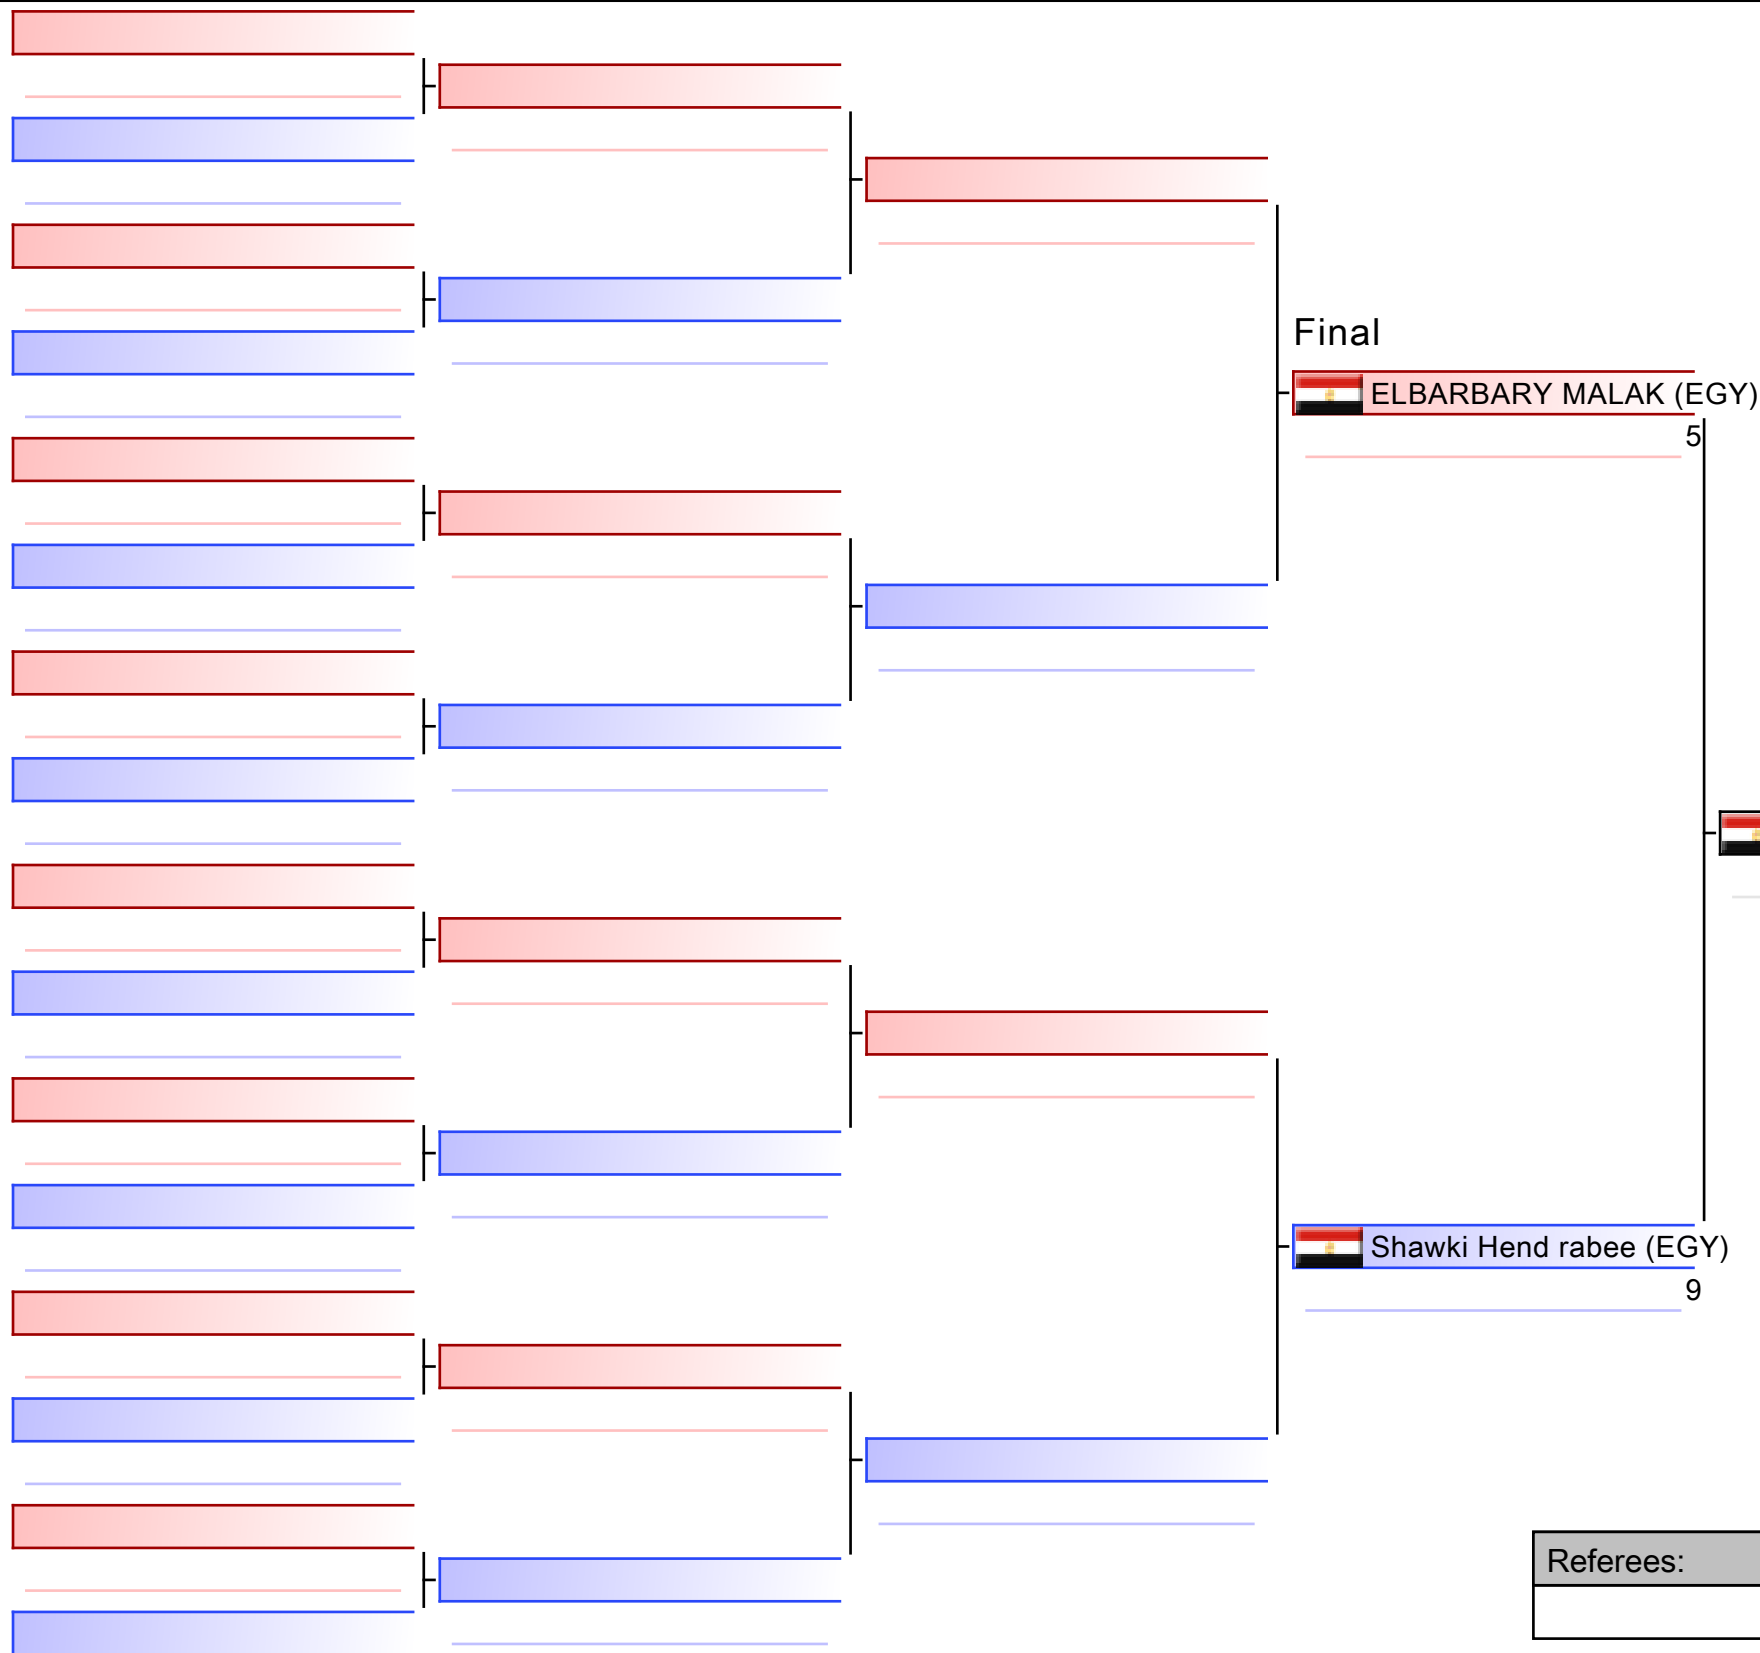 Final
ELBARBARY MALAK (EGY)
5
Shawki Hend rabee (EGY)
9
Referees: